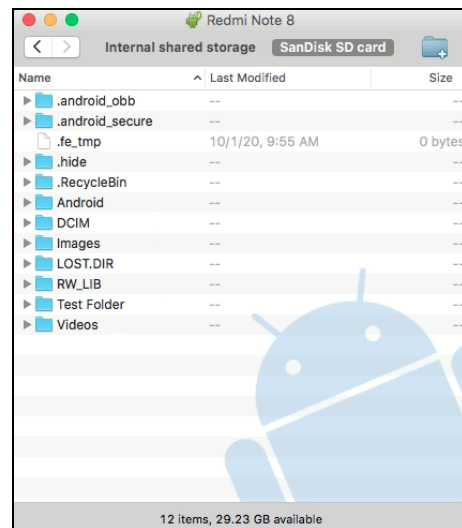 Redmi Note 8
Internal shared storage SanDisk SD card
Name Last Modified Size
.android_obb --  --
.android_secure -- --
.fe_tmp 10/1/20, 9:55 AM 0 bytes
.hide -- --
.RecycleBin -- --
Android -- --
DCIM -- --
Images -- --
LOST.DIR -- --
RW_LIB -- --
Test Folder -- --
Videos -- --
12 items, 29.23 GB available